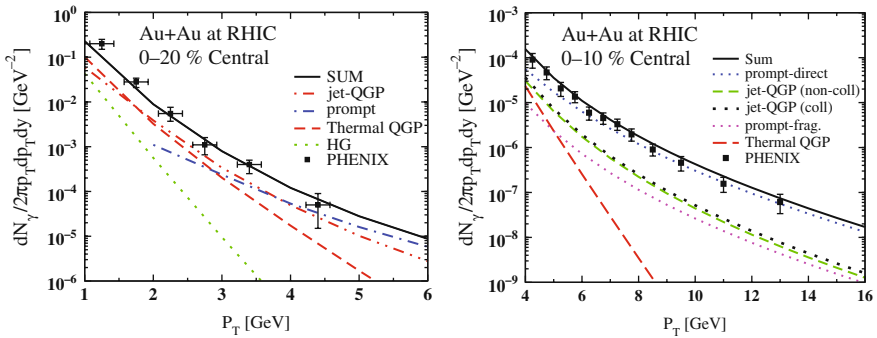 Au+Au at RHIC
0–20 % Central
SUM
jet-QGP
prompt
Thermal QGP
HG
PHENIX
10^1
10^0
10^-1
10^-2
10^-3
10^-4
10^-5
10^-6
dN_γ/2πp_T dp_T dy [GeV^-2]
1 2 3 4 5 6
P_T [GeV]
Au+Au at RHIC
0–10 % Central
Sum
prompt-direct
jet-QGP (non-coll)
jet-QGP (coll)
prompt-frag.
Thermal QGP
PHENIX
10^-3
10^-4
10^-5
10^-6
10^-7
10^-8
10^-9
dN_γ/2πp_T dp_T dy [GeV^-2]
4 6 8 10 12 14 16
P_T [GeV]